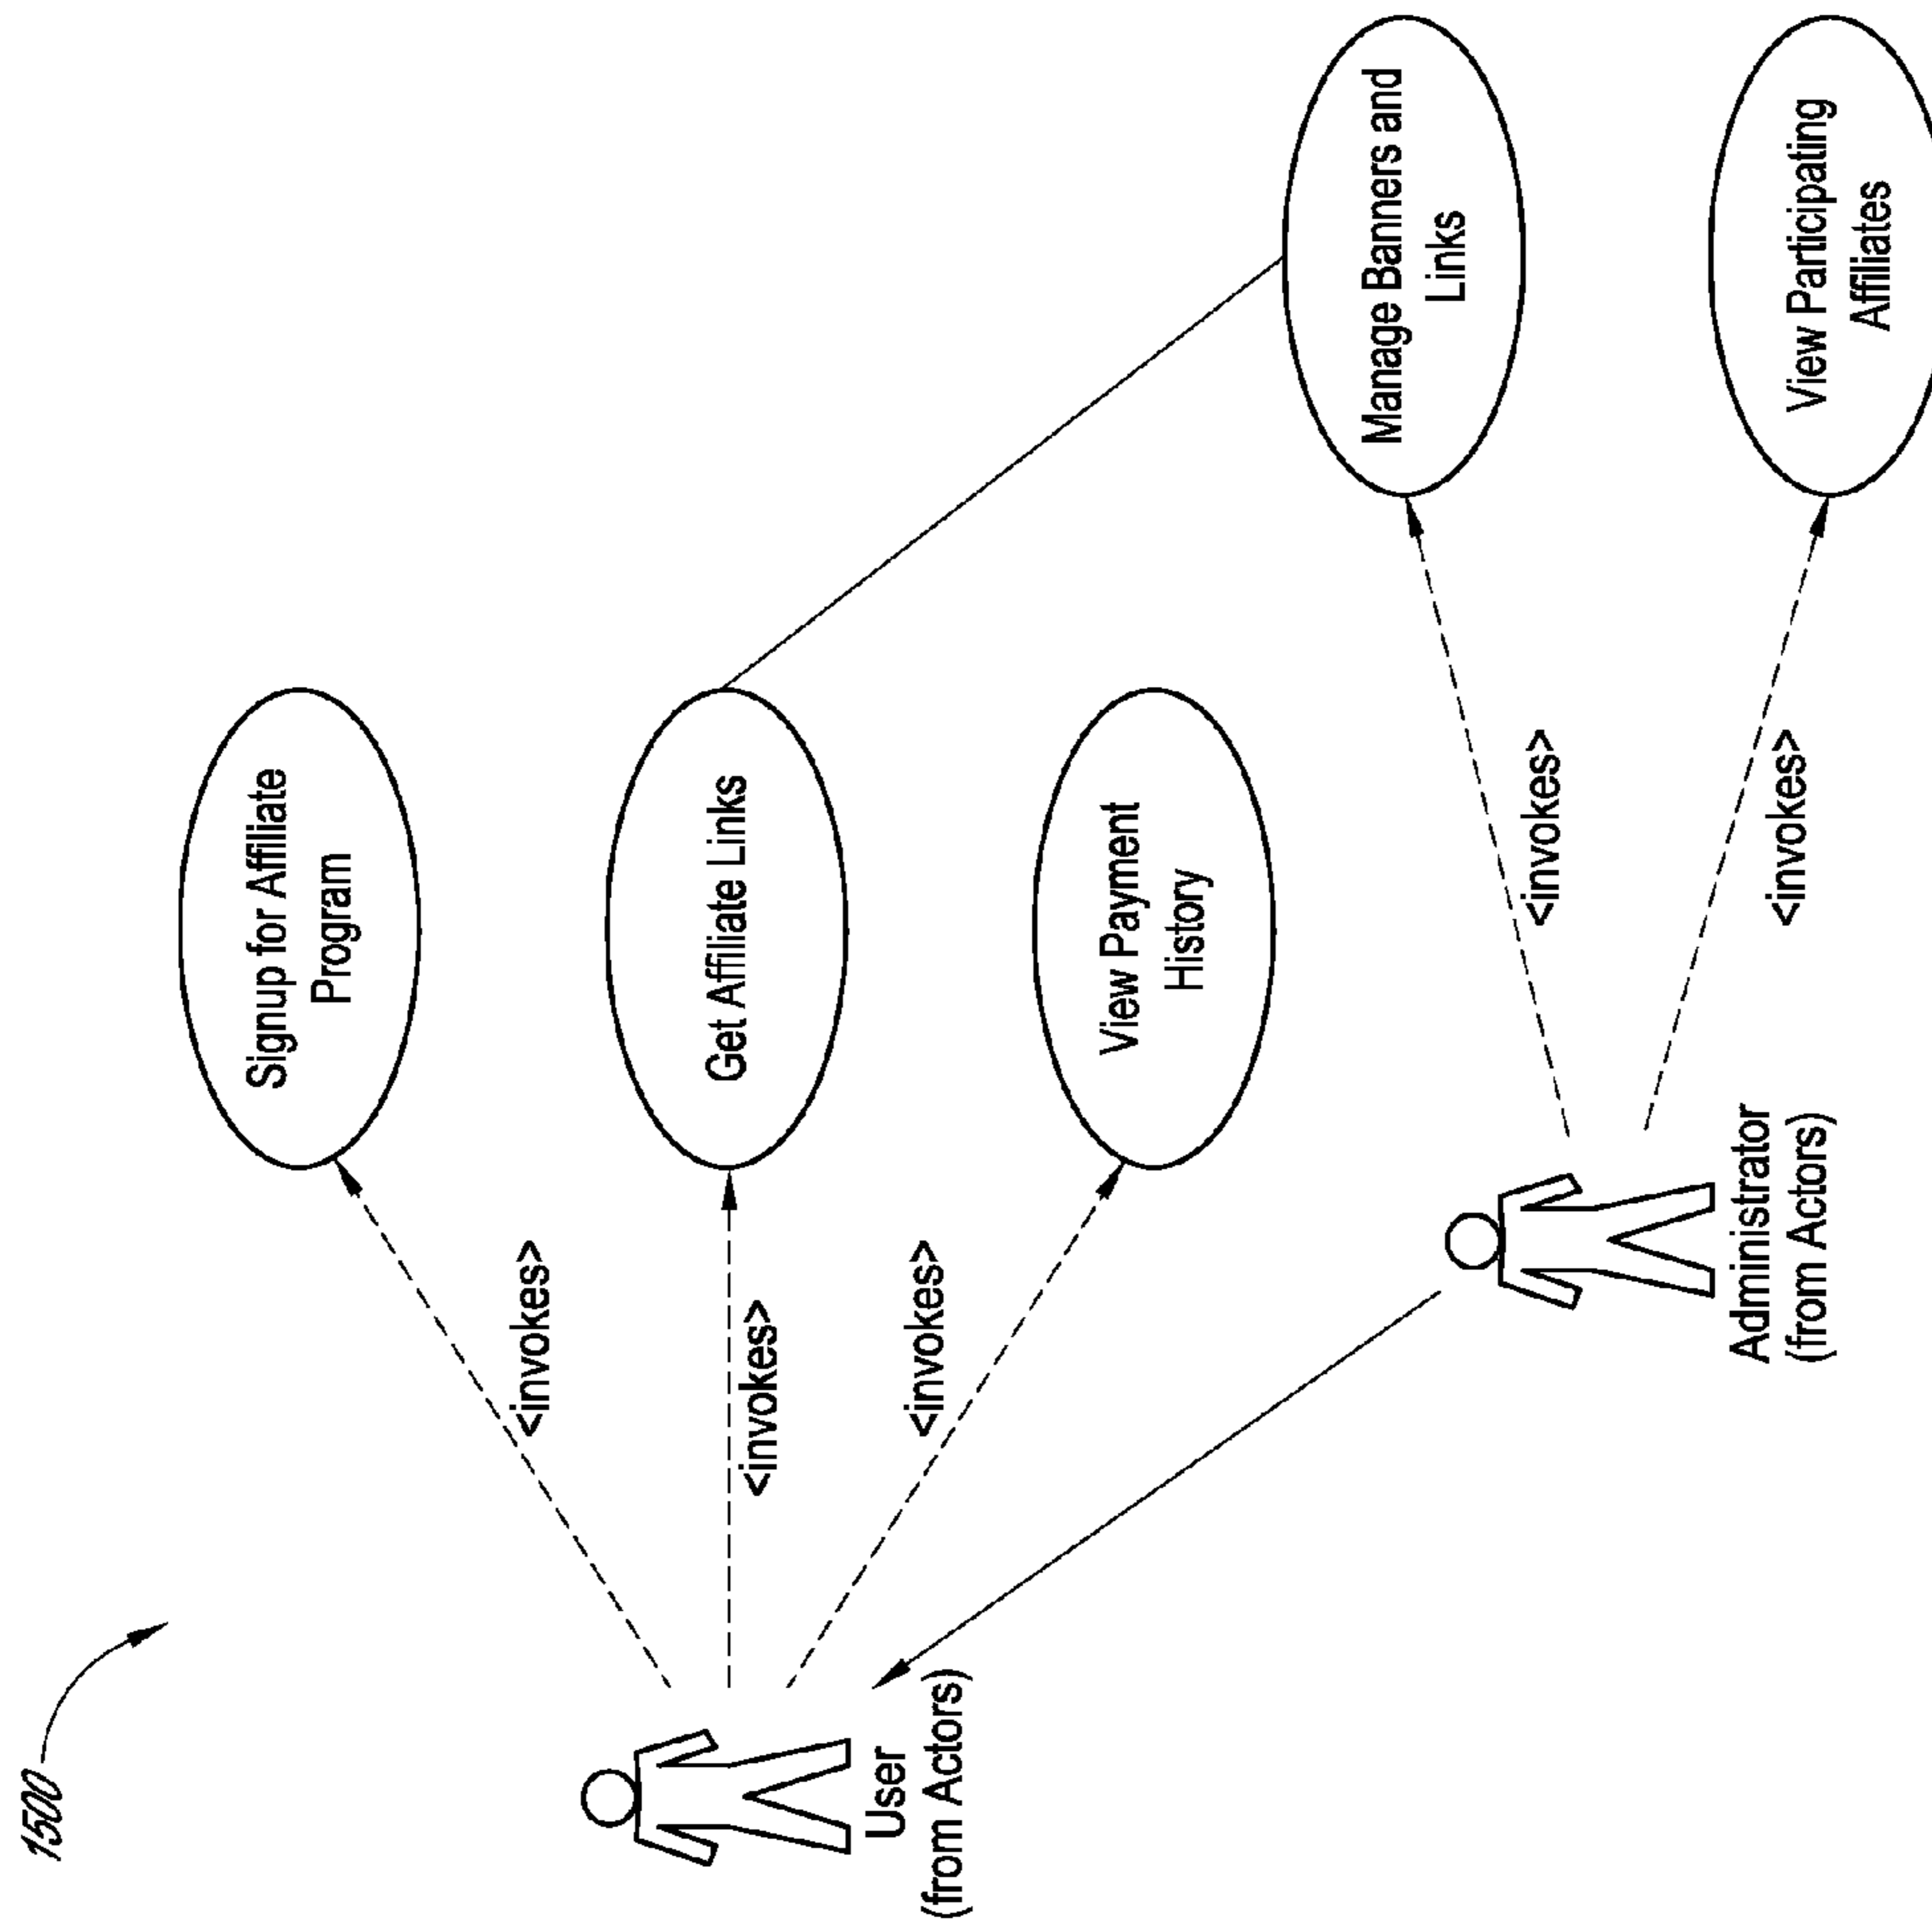 1500
Signup for Affiliate
Program
<invokes>
Get Affiliate Links
<invokes>
User
(from Actors)
<invokes>
View Payment
History
Manage Banners and
Links
<invokes>
Administrator
(from Actors)
<invokes>
View Participating
Affiliates